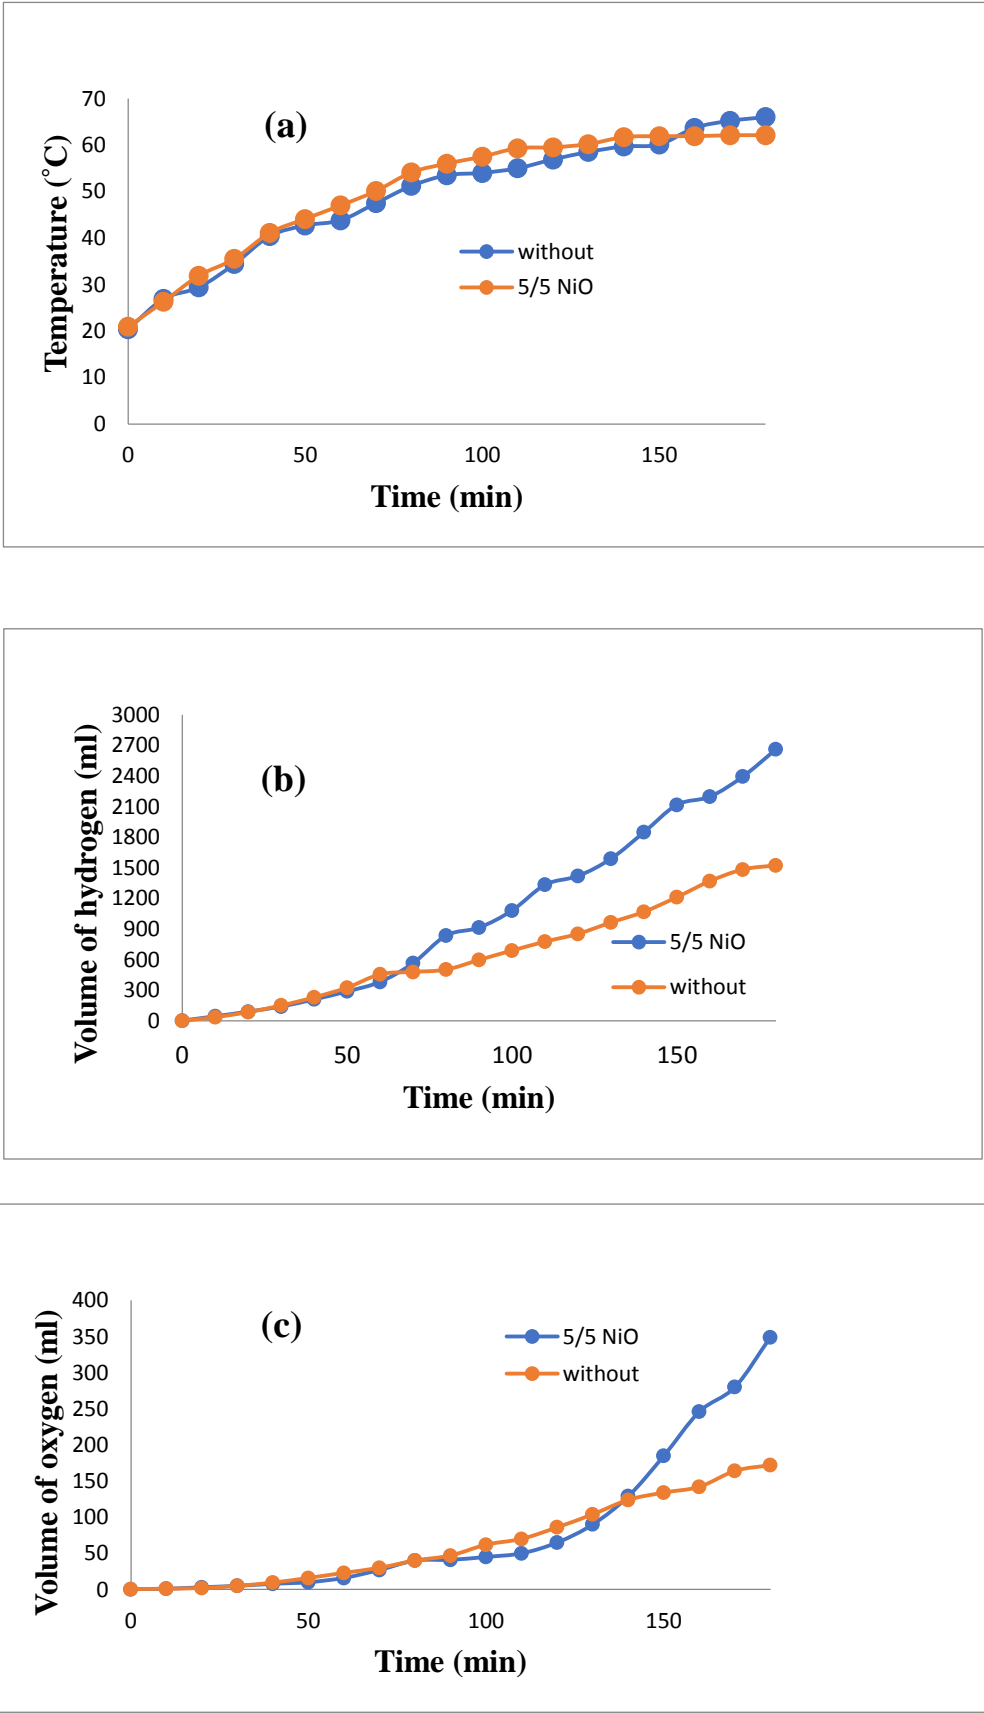 (a)
Temperature (˚C)
70
60
50
40
30
20
10
0
without
5/5 NiO
0 50 100 150
Time (min)
(b)
Volume of hydrogen (ml)
3000
2700
2400
2100
1800
1500
1200
900
600
300
0
5/5 NiO
without
0 50 100 150
Time (min)
(c)
Volume of oxygen (ml)
400
350
300
250
200
150
100
50
0
5/5 NiO
without
0 50 100 150
Time (min)